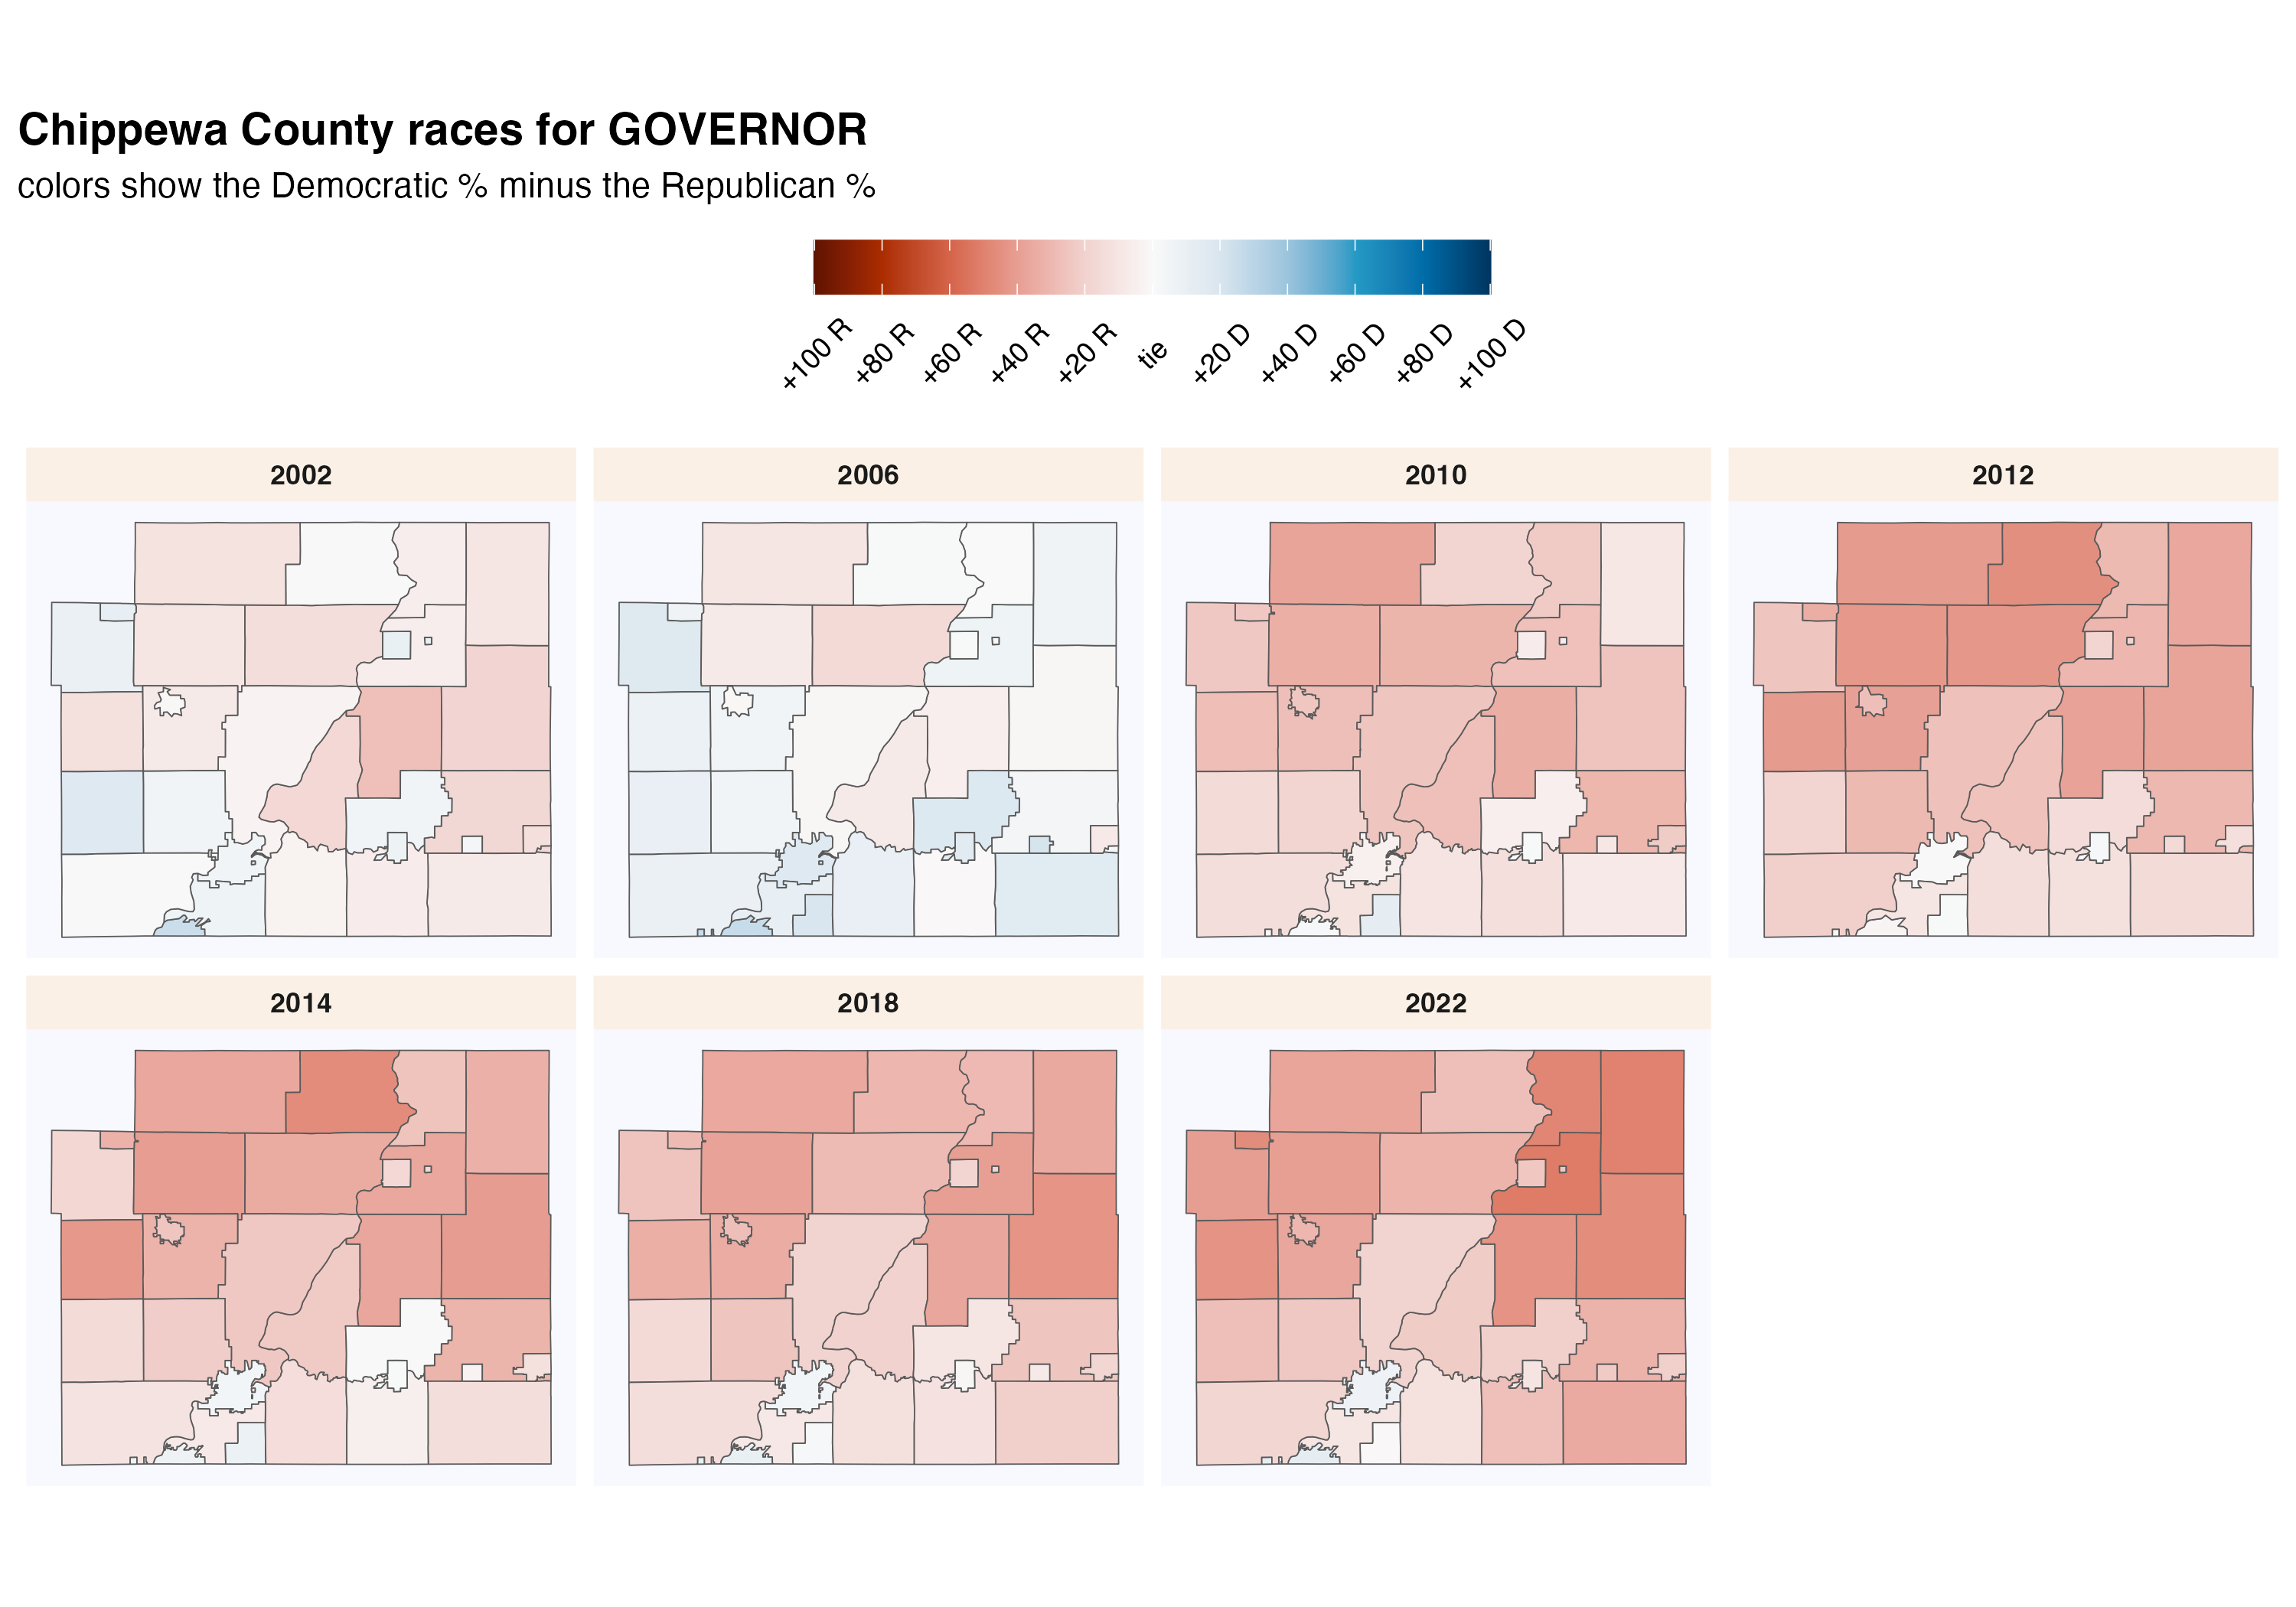 Chippewa County races for GOVERNOR
colors show the Democratic % minus the Republican %
+100 R +80 R +60 R +40 R +20 R tie +20 D +40 D +60 D +80 D +100 D
2002 2006 2010 2012
2014 2018 2022